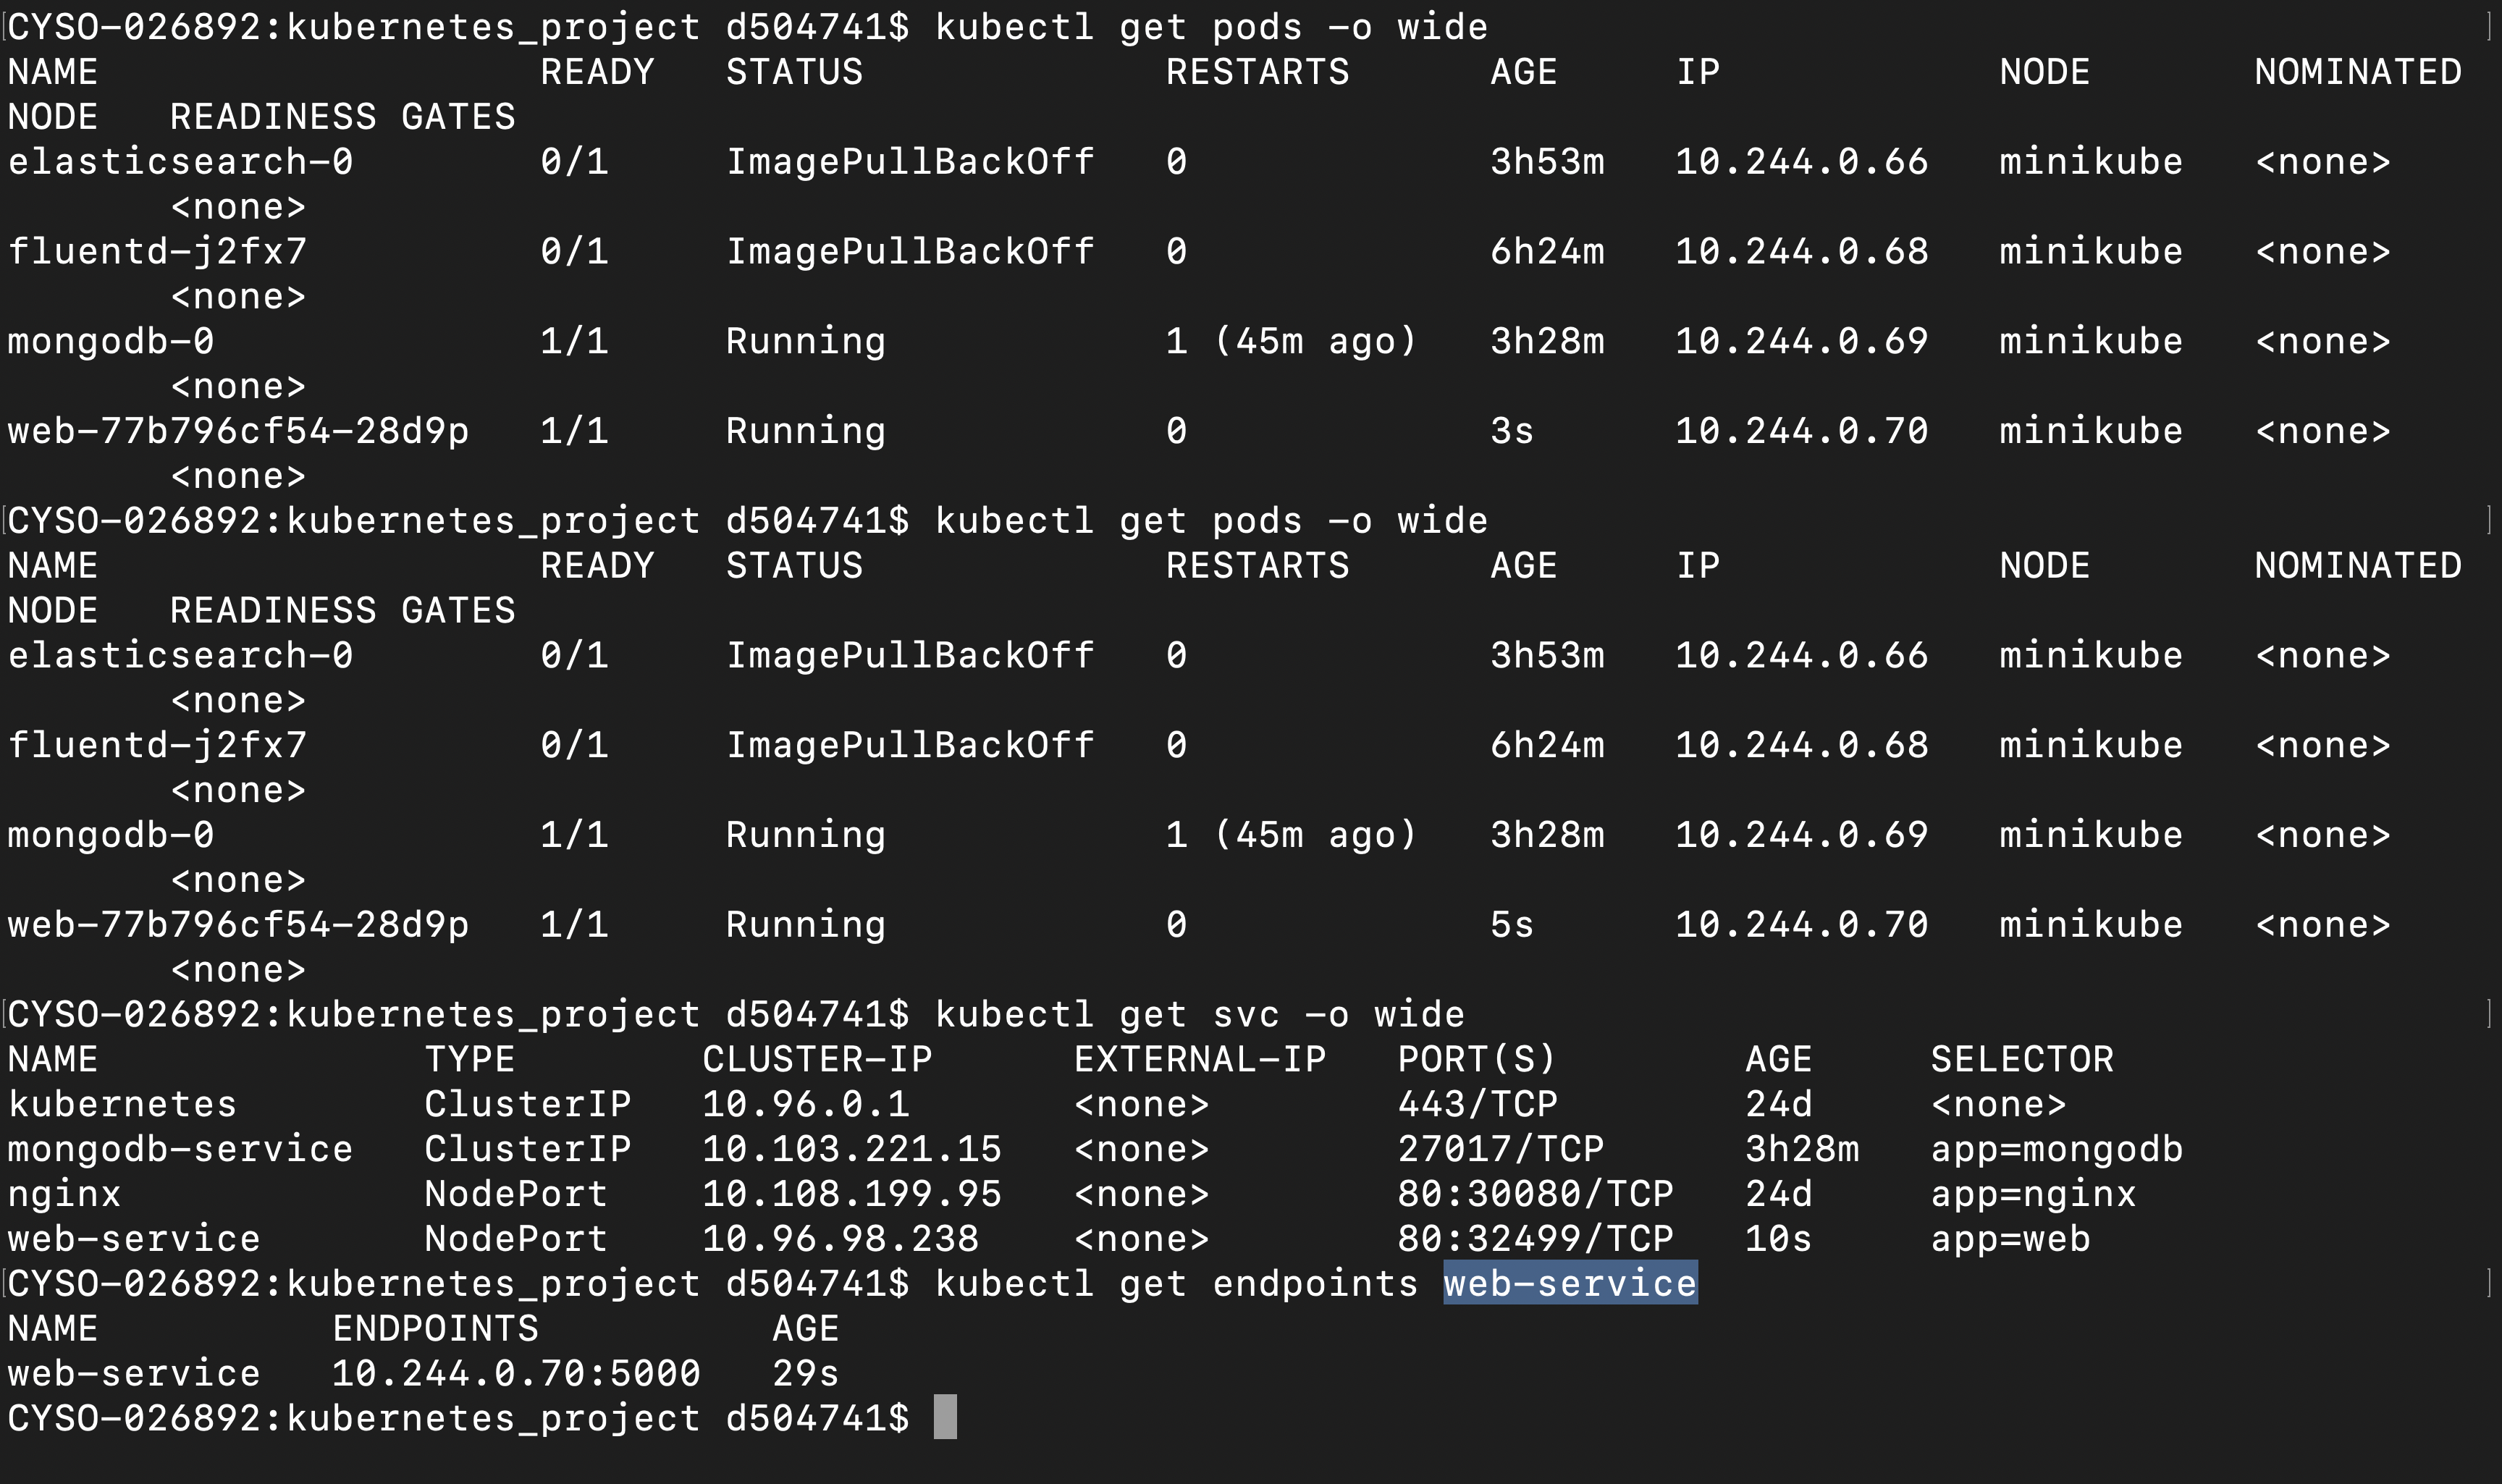 CYSO-026892:kubernetes_project d504741$ kubectl get pods -o wide
NAME                   READY   STATUS             RESTARTS      AGE     IP            NODE       NOMINATED
NODE   READINESS GATES
elasticsearch-0        0/1     ImagePullBackOff   0             3h53m   10.244.0.66   minikube   <none>
       <none>
fluentd-j2fx7          0/1     ImagePullBackOff   0             6h24m   10.244.0.68   minikube   <none>
       <none>
mongodb-0              1/1     Running            1 (45m ago)   3h28m   10.244.0.69   minikube   <none>
       <none>
web-77b796cf54-28d9p   1/1     Running            0             3s      10.244.0.70   minikube   <none>
       <none>
CYSO-026892:kubernetes_project d504741$ kubectl get pods -o wide
NAME                   READY   STATUS             RESTARTS      AGE     IP            NODE       NOMINATED
NODE   READINESS GATES
elasticsearch-0        0/1     ImagePullBackOff   0             3h53m   10.244.0.66   minikube   <none>
       <none>
fluentd-j2fx7          0/1     ImagePullBackOff   0             6h24m   10.244.0.68   minikube   <none>
       <none>
mongodb-0              1/1     Running            1 (45m ago)   3h28m   10.244.0.69   minikube   <none>
       <none>
web-77b796cf54-28d9p   1/1     Running            0             5s      10.244.0.70   minikube   <none>
       <none>
CYSO-026892:kubernetes_project d504741$ kubectl get svc -o wide
NAME              TYPE        CLUSTER-IP      EXTERNAL-IP   PORT(S)        AGE     SELECTOR
kubernetes        ClusterIP   10.96.0.1       <none>        443/TCP        24d     <none>
mongodb-service   ClusterIP   10.103.221.15   <none>        27017/TCP      3h28m   app=mongodb
nginx             NodePort    10.108.199.95   <none>        80:30080/TCP   24d     app=nginx
web-service       NodePort    10.96.98.238    <none>        80:32499/TCP   10s     app=web
CYSO-026892:kubernetes_project d504741$ kubectl get endpoints web-service
NAME          ENDPOINTS          AGE
web-service   10.244.0.70:5000   29s
CYSO-026892:kubernetes_project d504741$